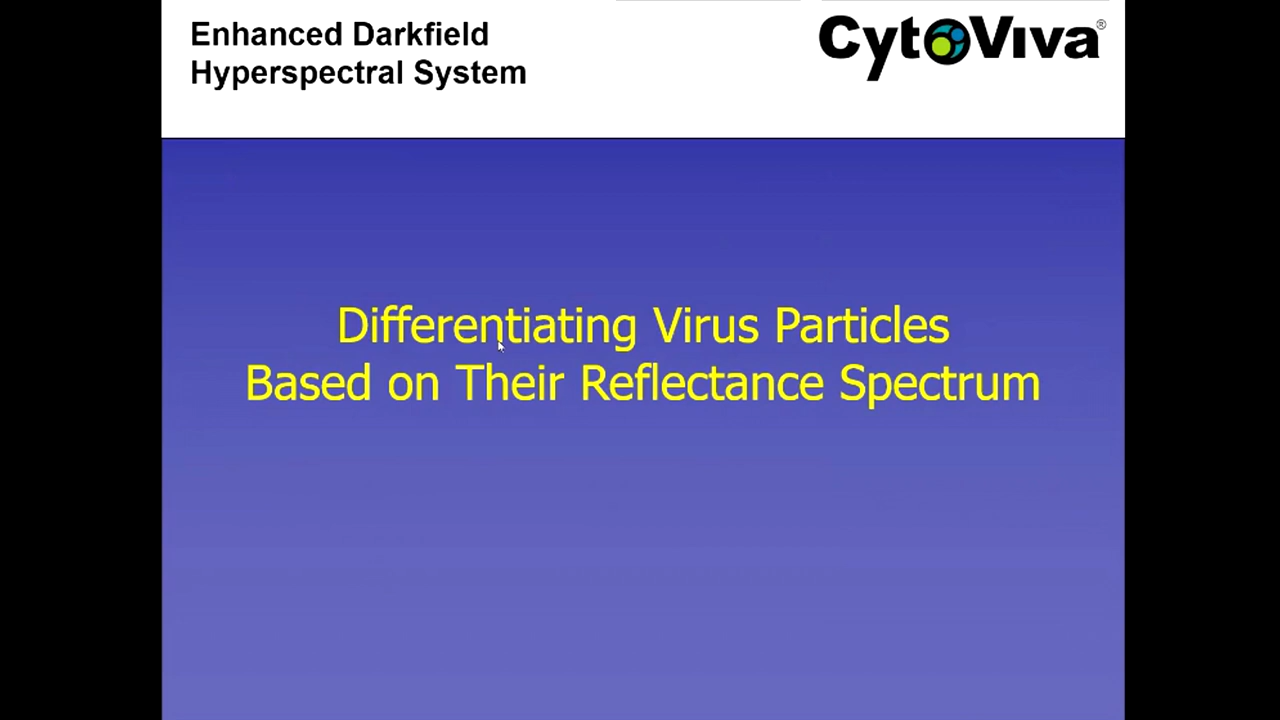 Enhanced Darkfield
Hyperspectral System
CytoViva®
Differentiating Virus Particles
Based on Their Reflectance Spectrum